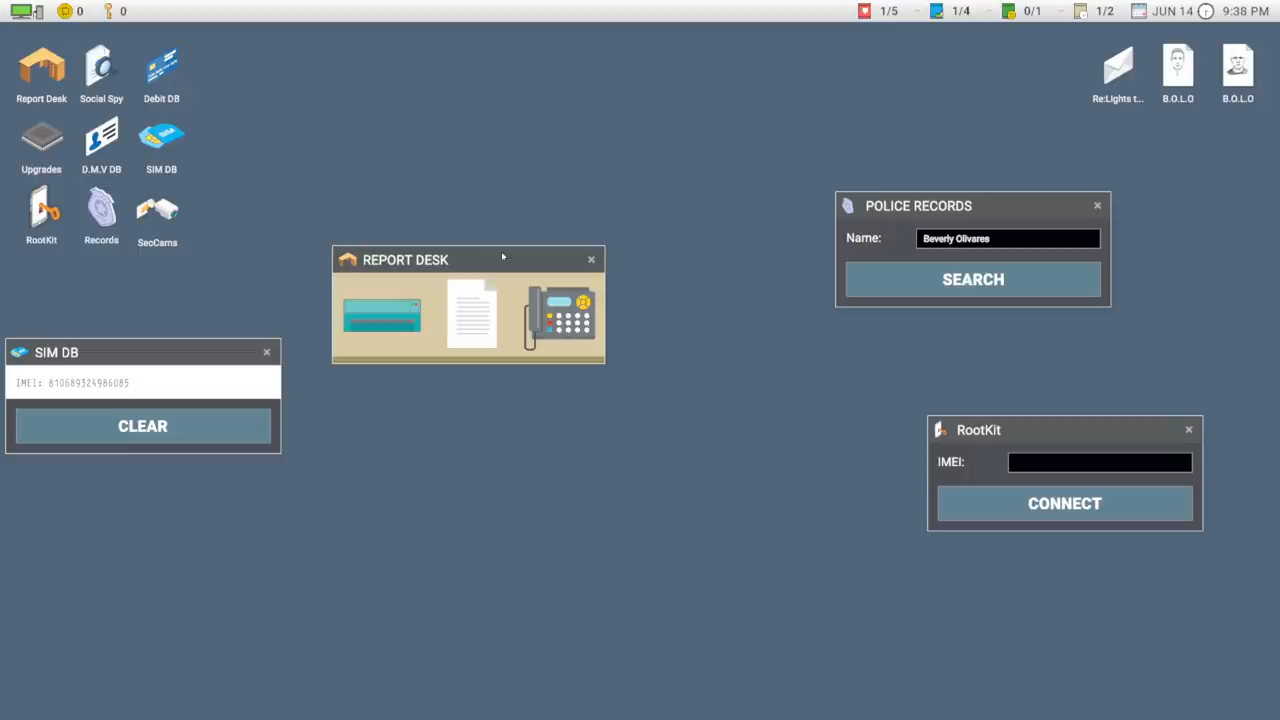 0 0 1/5 1/4 0/1 1/2 JUN 14 9:38 PM
Report Desk Social Spy Debit DB
Re:Lights t... B.O.L.O B.O.L.O
SIM
Upgrades D.M.V DB SIM DB
RootKit Records SecCams
POLICE RECORDS
Name: Beverly Olivares
SEARCH
REPORT DESK
SIM DB
IMEI: 810689324986085
CLEAR
RootKit
IMEI:
CONNECT